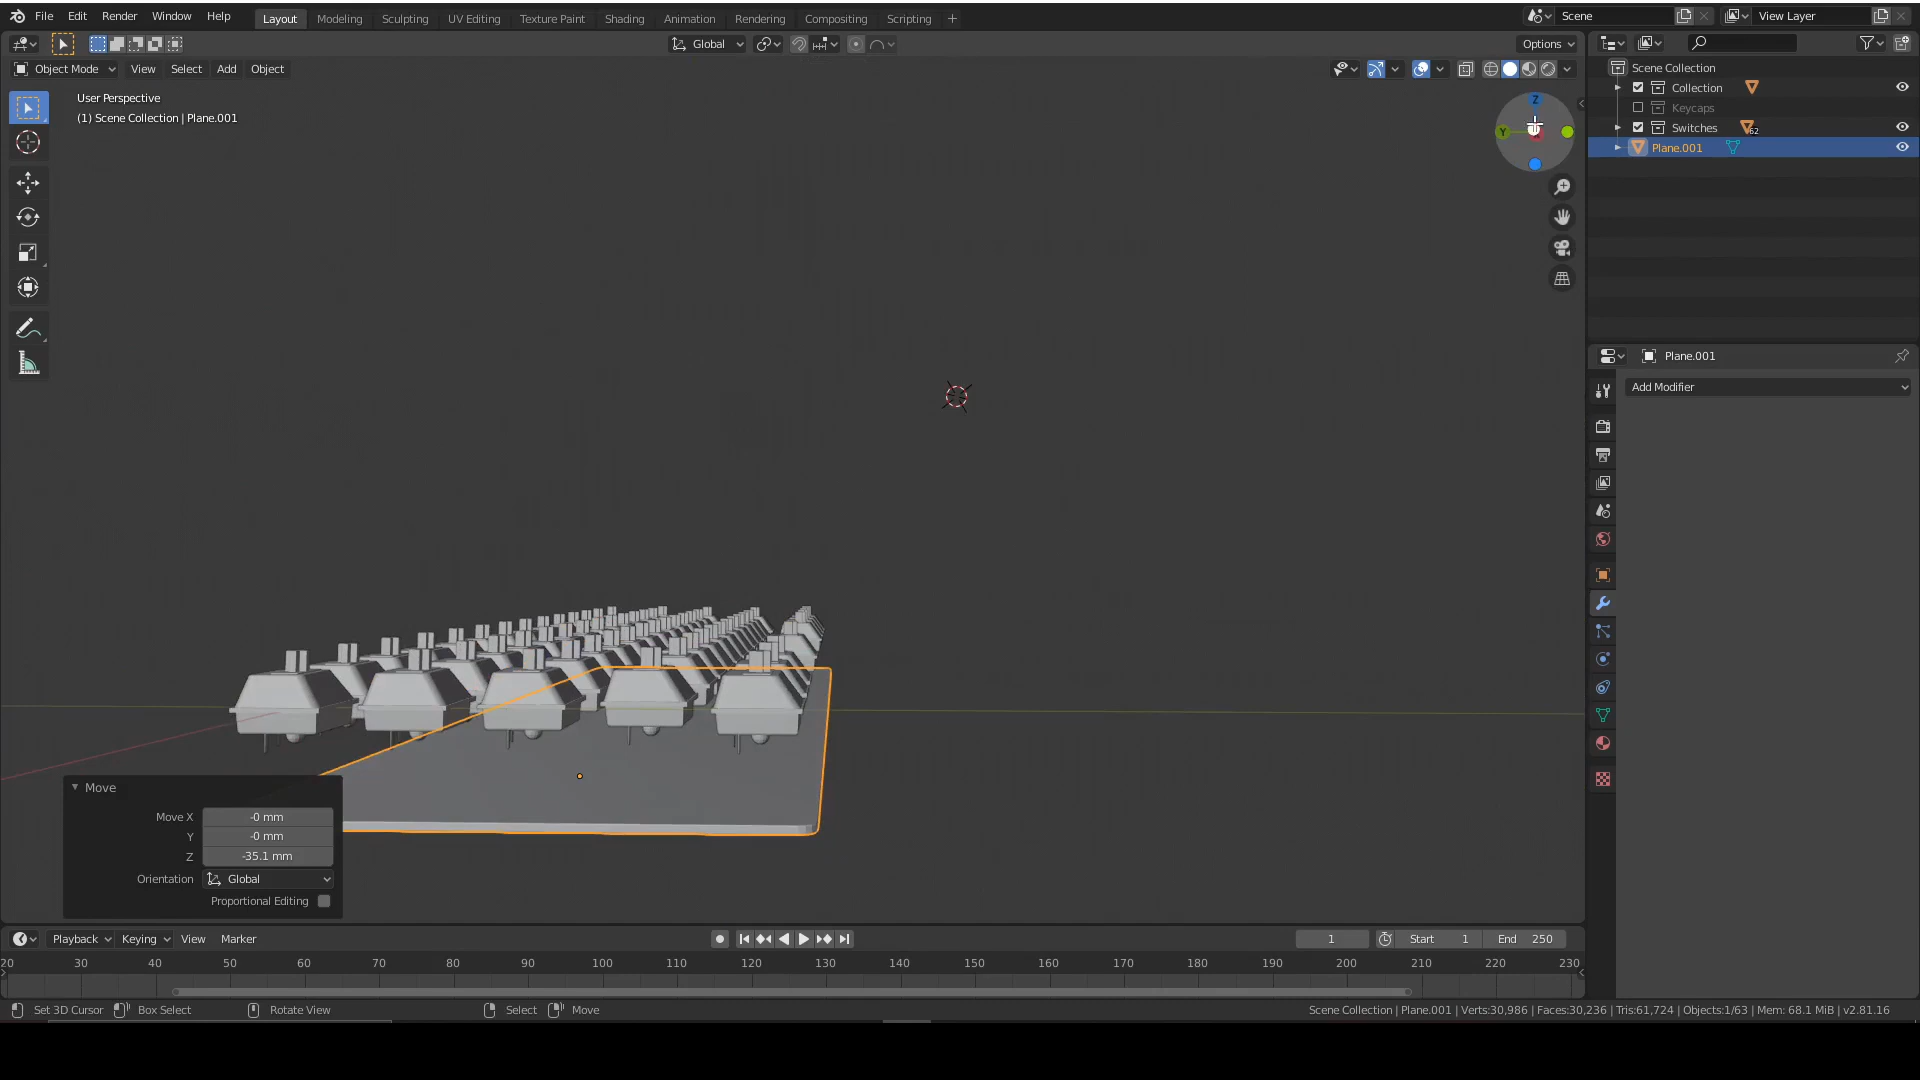 File Edit Render Window Help Layout Modeling Sculpting UV Editing Texture Paint Shading Animation Rendering Compositing Scripting + Scene View Layer
Global Options
Object Mode View Select Add Object
User Perspective
(1) Scene Collection | Plane.001
Z
Y
Scene Collection
Collection
Keycaps
Switches 62
Plane.001
Plane.001
Add Modifier
Move
Move X -0 mm
Y -0 mm
Z -35.1 mm
Orientation Global
Proportional Editing
Playback Keying View Marker 1 Start 1 End 250
20 30 40 50 60 70 80 90 100 110 120 130 140 150 160 170 180 190 200 210 220 230
Set 3D Cursor Box Select Rotate View Select Move Scene Collection | Plane.001 | Verts:30,986 | Faces:30,236 | Tris:61,724 | Objects:1/63 | Mem: 68.1 MiB | v2.81.16